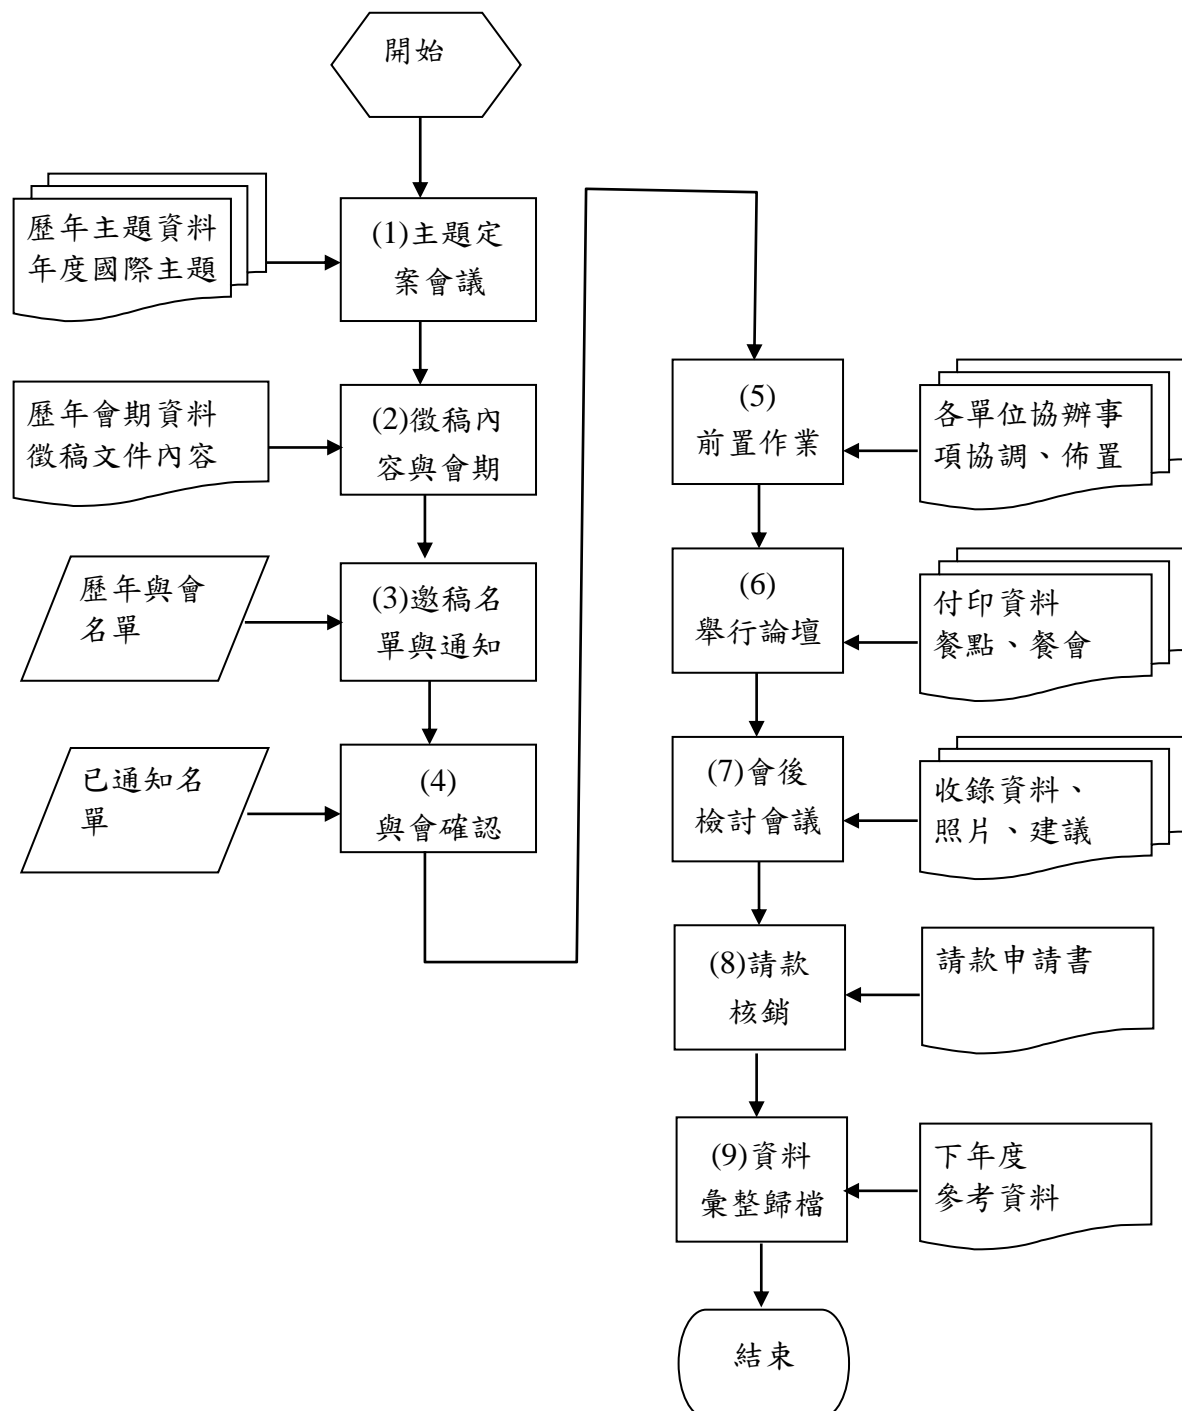 開始
歷年主題資料
年度國際主題
(1)主題定
案會議
歷年會期資料
徵稿文件內容
(2)徵稿內
容與會期
歷年與會
名單
(3)邀稿名
單與通知
已通知名
單
(4)
與會確認
(5)
前置作業
各單位協辦事
項協調、佈置
(6)
舉行論壇
付印資料
餐點、餐會
(7)會後
檢討會議
收錄資料、
照片、建議
(8)請款
核銷
請款申請書
(9)資料
彙整歸檔
下年度
參考資料
結束